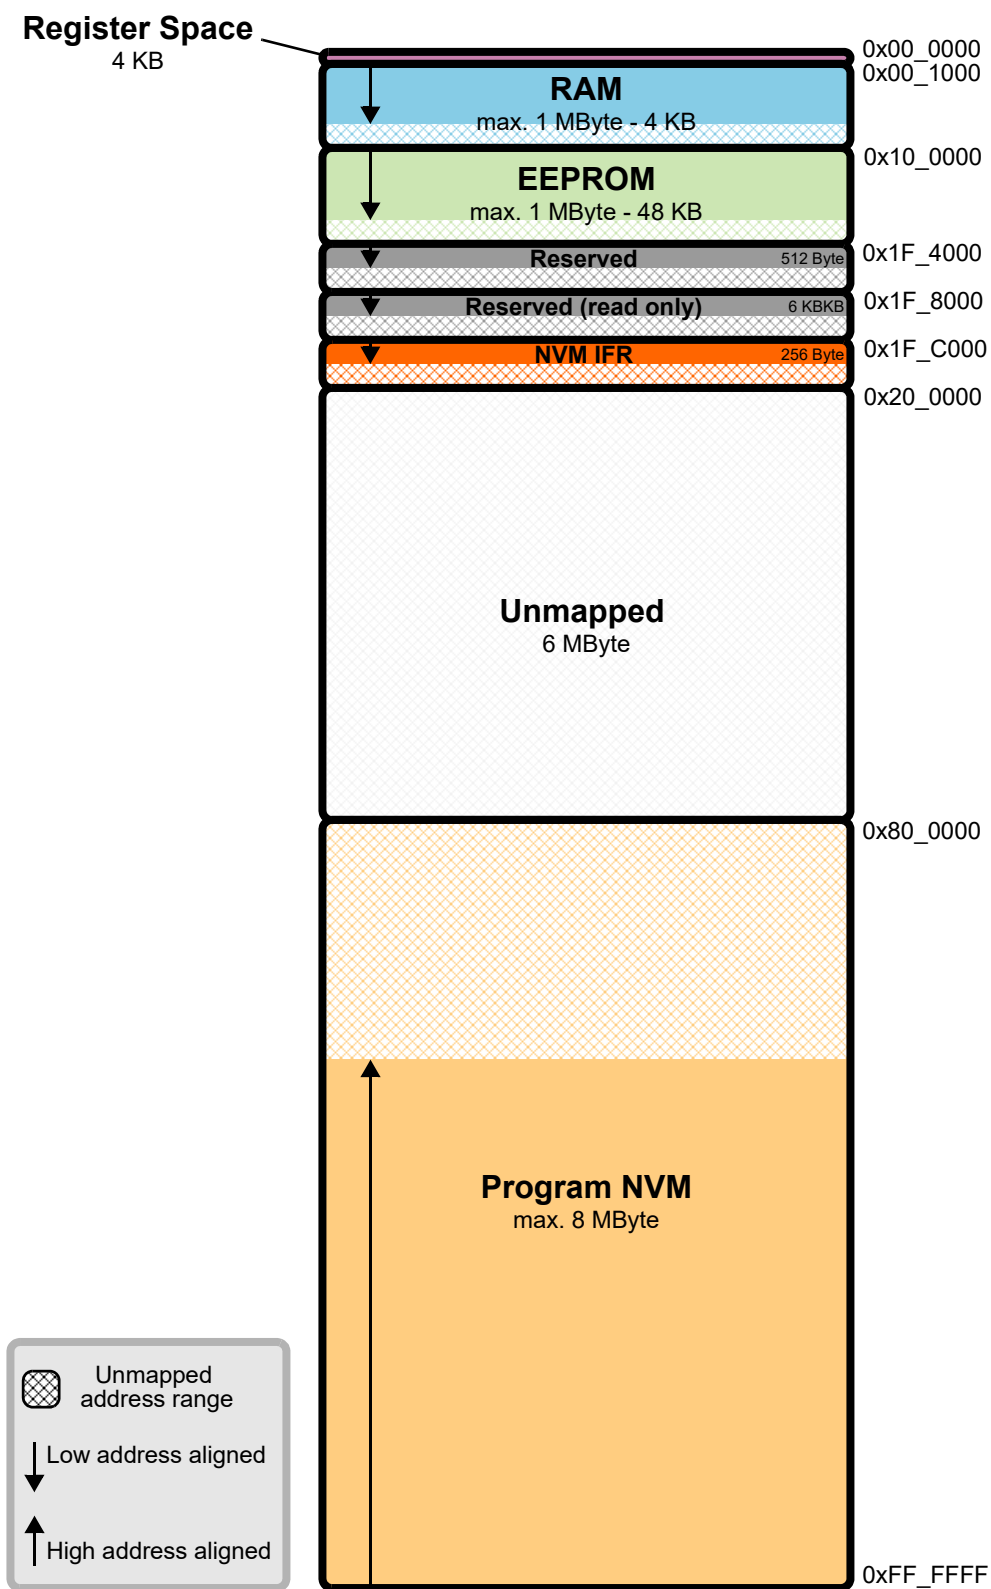 Register Space
4 KB
0x00_0000
0x00_1000
RAM
max. 1 MByte - 4 KB
0x10_0000
EEPROM
max. 1 MByte - 48 KB
Reserved 512 Byte 0x1F_4000
Reserved (read only) 6 KBKB 0x1F_8000
NVM IFR 256 Byte 0x1F_C000
0x20_0000
Unmapped
6 MByte
0x80_0000
Program NVM
max. 8 MByte
Unmapped
address range
Low address aligned
High address aligned
0xFF_FFFF